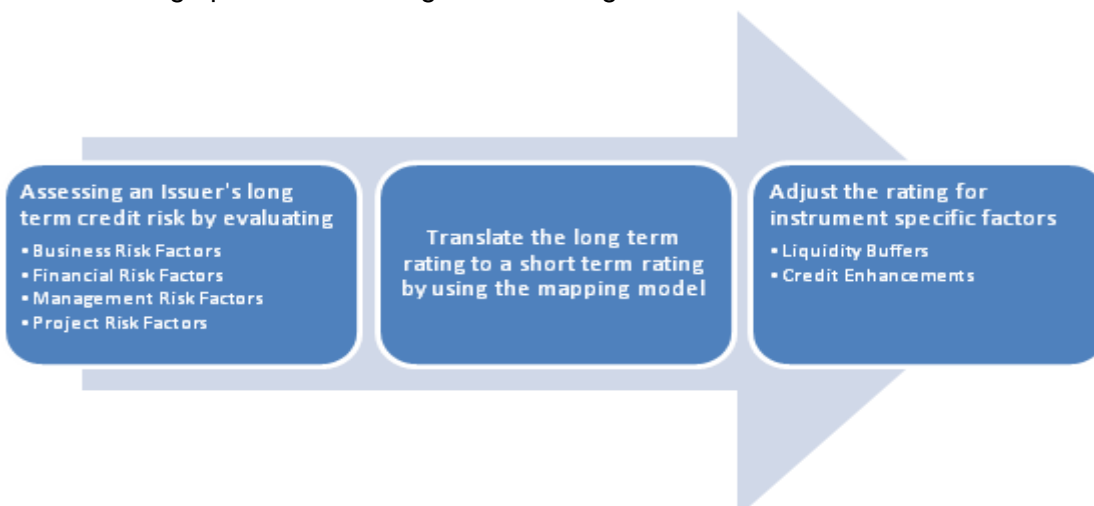 Assessing an Issuer's long
term credit risk by evaluating
▪ Business Risk Factors
▪ Financial Risk Factors
▪ Management Risk Factors
▪ Project Risk Factors
Translate the long term
rating to a short term rating
by using the mapping model
Adjust the rating for
instrument specific factors
▪ Liquidity Buffers
▪ Credit Enhancements